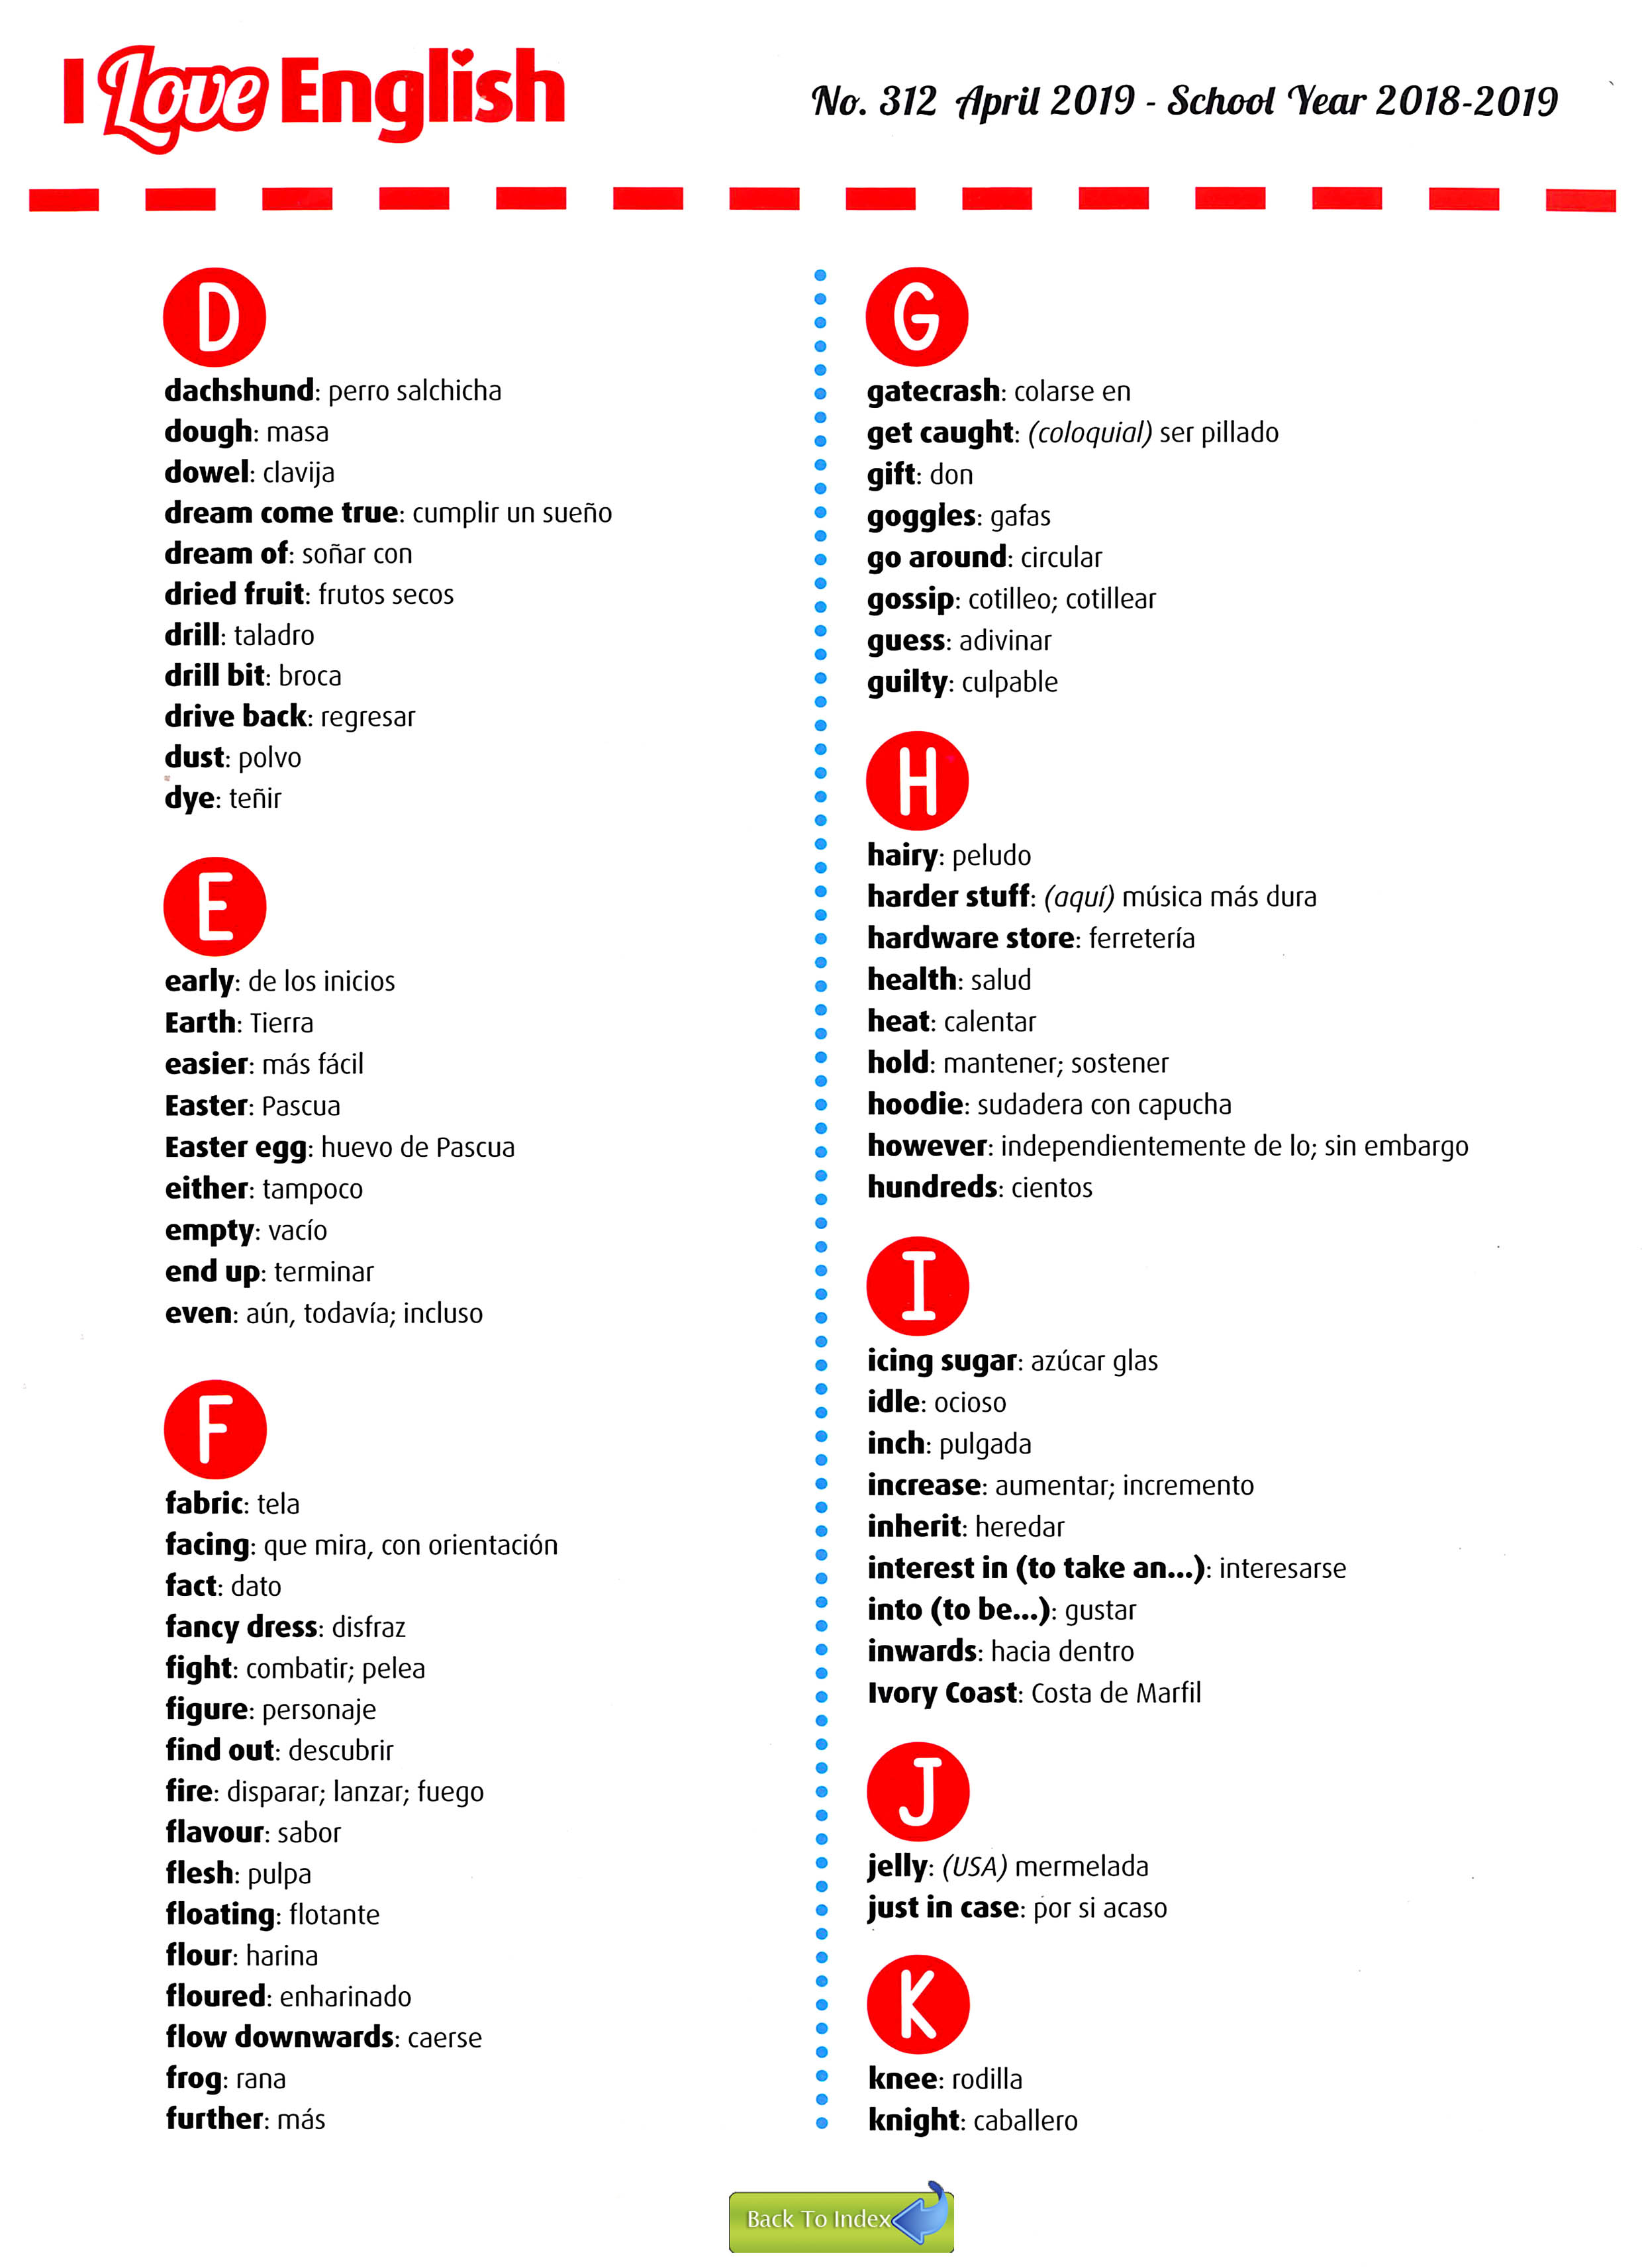 I Love English
No. 312 April 2019 - School Year 2018-2019
D
dachshund: perro salchicha
dough: masa
dowel: clavija
dream come true: cumplir un sueño
dream of: soñar con
dried fruit: frutos secos
drill: taladro
drill bit: broca
drive back: regresar
dust: polvo
dye: teñir
E
early: de los inicios
Earth: Tierra
easier: más fácil
Easter: Pascua
Easter egg: huevo de Pascua
either: tampoco
empty: vacío
end up: terminar
even: aún, todavía; incluso
F
fabric: tela
facing: que mira, con orientación
fact: dato
fancy dress: disfraz
fight: combatir; pelea
figure: personaje
find out: descubrir
fire: disparar; lanzar; fuego
flavour: sabor
flesh: pulpa
floating: flotante
flour: harina
floured: enharinado
flow downwards: caerse
frog: rana
further: más
G
gatecrash: colarse en
get caught: (coloquial) ser pillado
gift: don
goggles: gafas
go around: circular
gossip: cotilleo; cotillear
guess: adivinar
guilty: culpable
H
hairy: peludo
harder stuff: (aquí) música más dura
hardware store: ferretería
health: salud
heat: calentar
hold: mantener; sostener
hoodie: sudadera con capucha
however: independientemente de lo; sin embargo
hundreds: cientos
I
icing sugar: azúcar glas
idle: ocioso
inch: pulgada
increase: aumentar; incremento
inherit: heredar
interest in (to take an...): interesarse
into (to be...): gustar
inwards: hacia dentro
Ivory Coast: Costa de Marfil
J
jelly: (USA) mermelada
just in case: por si acaso
K
knee: rodilla
knight: caballero
Back To Index